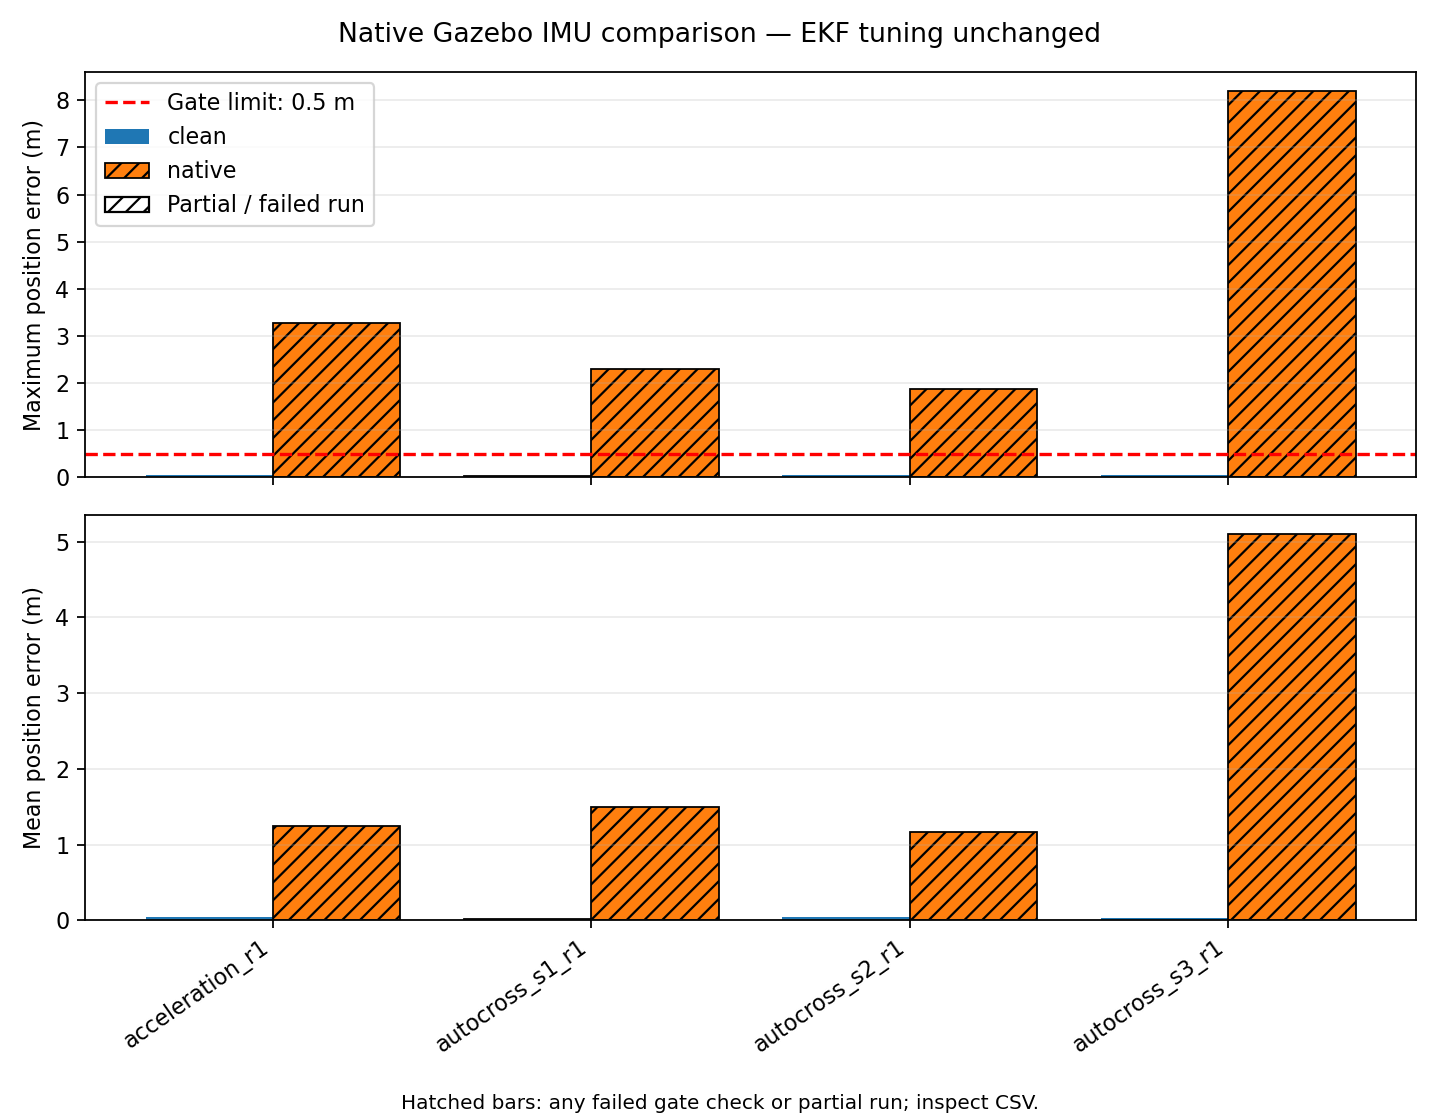 Native Gazebo IMU comparison — EKF tuning unchanged
Maximum position error (m)
8
7
6
5
4
3
2
1
0
Gate limit: 0.5 m
clean
native
Partial / failed run
Mean position error (m)
5
4
3
2
1
0
acceleration_r1
autocross_s1_r1
autocross_s2_r1
autocross_s3_r1
Hatched bars: any failed gate check or partial run; inspect CSV.